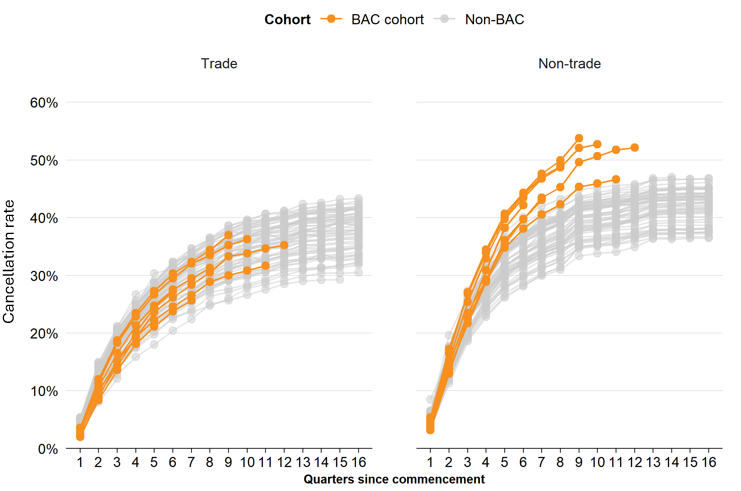 Cohort BAC cohort Non-BAC
Trade Non-trade
Cancellation rate
60%
50%
40%
30%
20%
10%
0%
1 2 3 4 5 6 7 8 9 10 11 12 13 14 15 16 1 2 3 4 5 6 7 8 9 10 11 12 13 14 15 16
Quarters since commencement